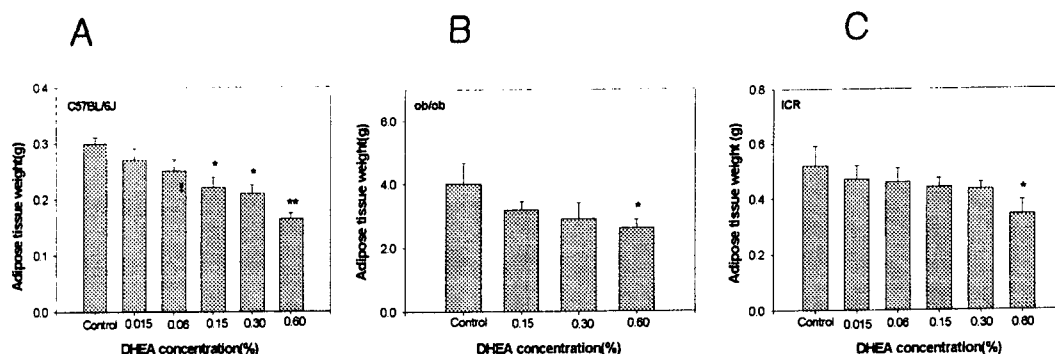 A
B
C
C57BL/6J
Adipose tissue weight(g)
0.4
0.3
0.2
0.1
0.0
*
*
**
Control 0.015 0.06 0.15 0.30 0.60
DHEA concentration(%)
ob/ob
Adipose tissue weight(g)
6.0
4.0
2.0
0.0
*
Control 0.15 0.30 0.60
DHEA concentration(%)
ICR
Adipose tissue weight(g)
0.8
0.6
0.4
0.2
0.0
*
Control 0.015 0.06 0.15 0.30 0.60
DHEA concentration(%)